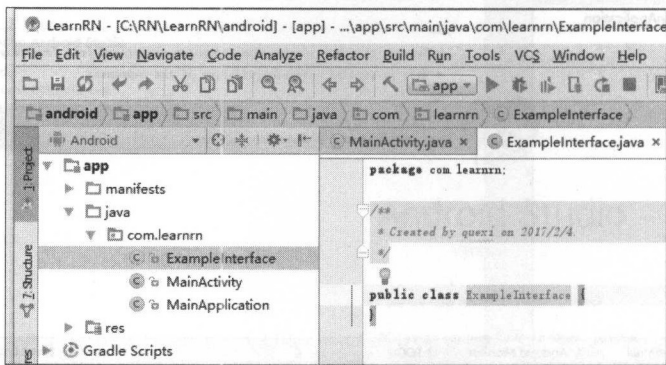 LearnRN - [C:\RN\LearnRN\android] - [app] - ...\app\src\main\java\com\learnrn\ExampleInterface
File Edit View Navigate Code Analyze Refactor Build Run Tools VCS Window Help
app
android app src main java com learnrn ExampleInterface
Android
MainActivity.java × ExampleInterface.java ×
1: Project
7: Structure
res
app
manifests
java
com.learnrn
ExampleInterface
MainActivity
MainApplication
res
Gradle Scripts
package com.learnrn;
/**
* Created by quexi on 2017/2/4.
*/
public class ExampleInterface {
}